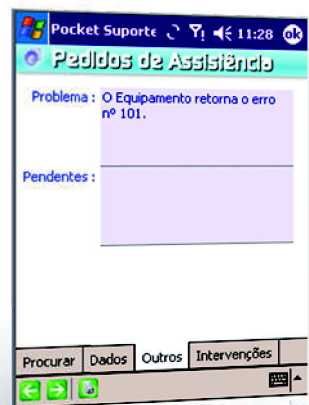 Pocket Suporte 11:28 ok
Pedidos de Assistência
Problema : O Equipamento retorna o erro
nº 101.
Pendentes :
Procurar Dados Outros Intervenções